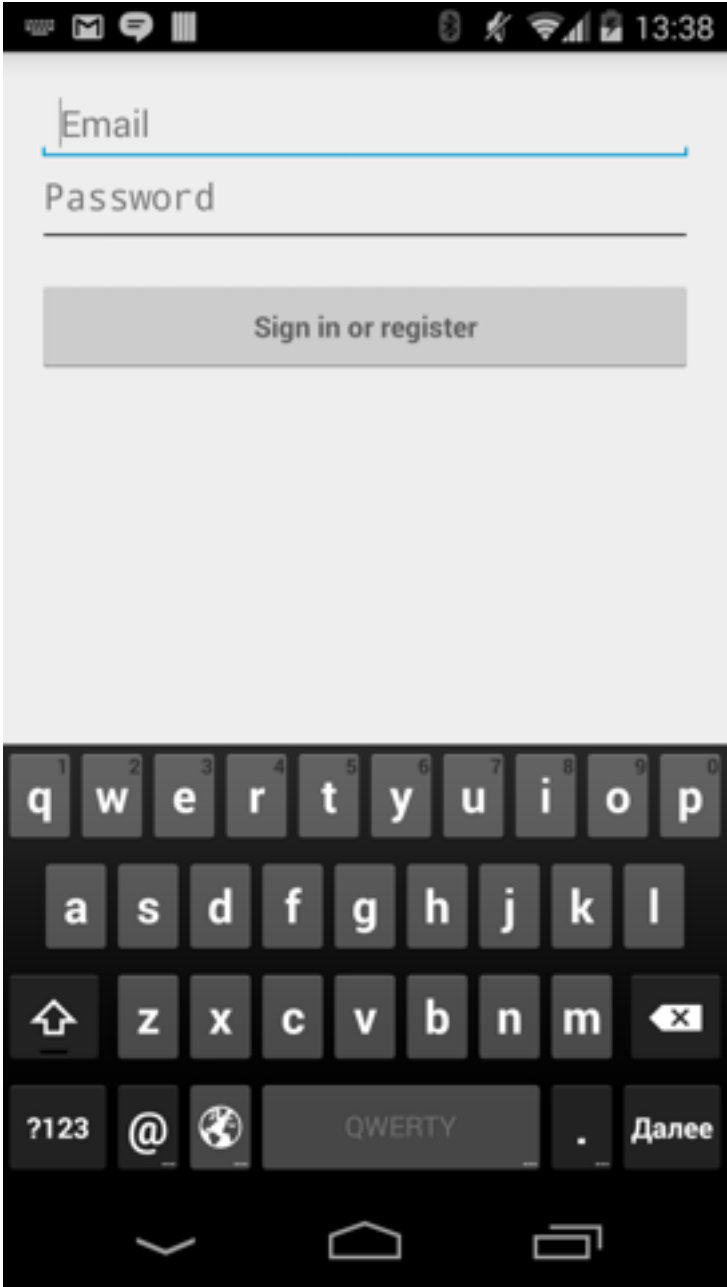 13:38
Email
Password
Sign in or register
1 2 3 4 5 6 7 8 9 0
q w e r t y u i o p
a s d f g h j k l
z x c v b n m
?123 @ QWERTY . Далее